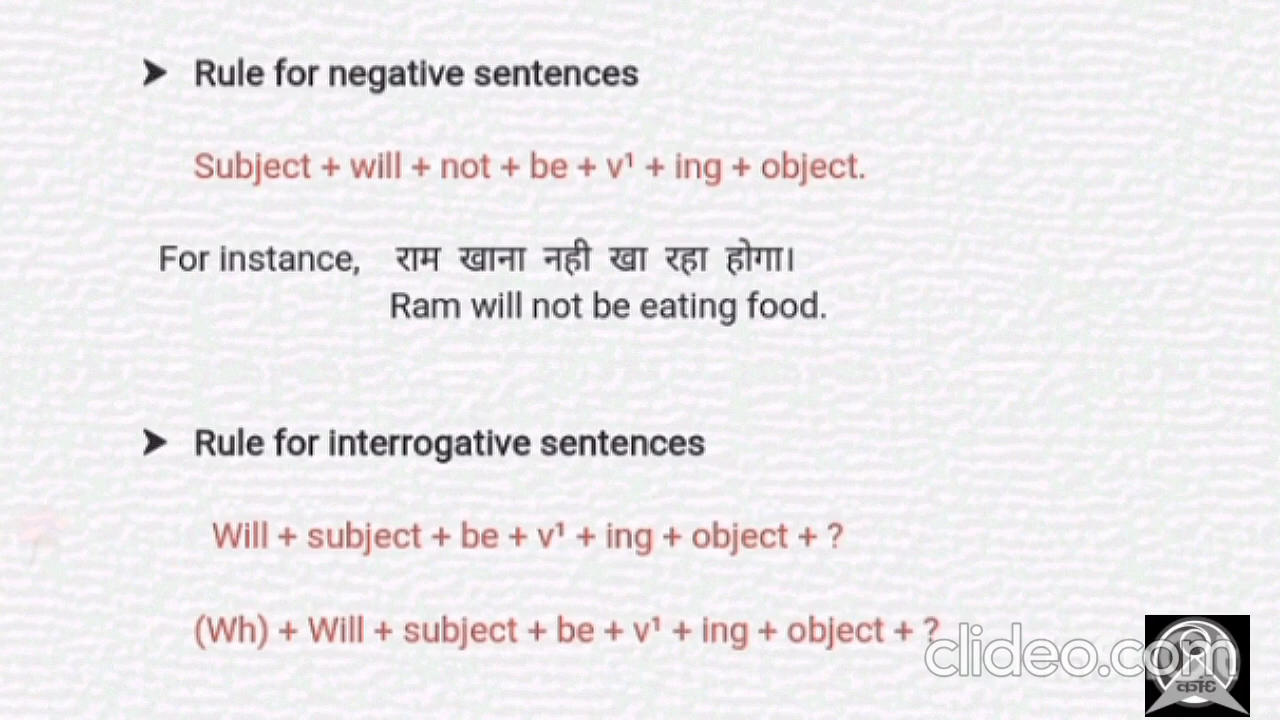 ➤ Rule for negative sentences
Subject + will + not + be + v¹ + ing + object.
For instance, राम खाना नही खा रहा होगा।
Ram will not be eating food.
➤ Rule for interrogative sentences
Will + subject + be + v¹ + ing + object + ?
(Wh) + Will + subject + be + v¹ + ing + object + ?
clideo.com